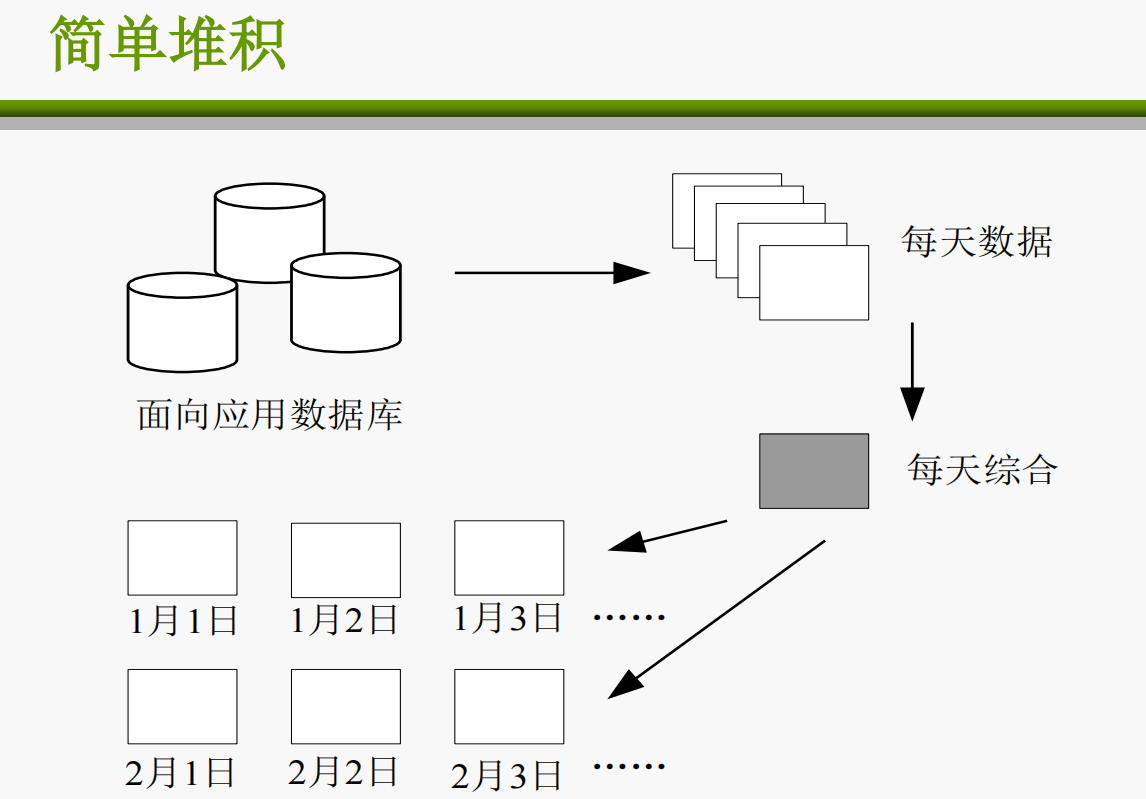 简单堆积
每天数据
面向应用数据库
每天综合
1月1日 1月2日 1月3日 ……
2月1日 2月2日 2月3日 ……